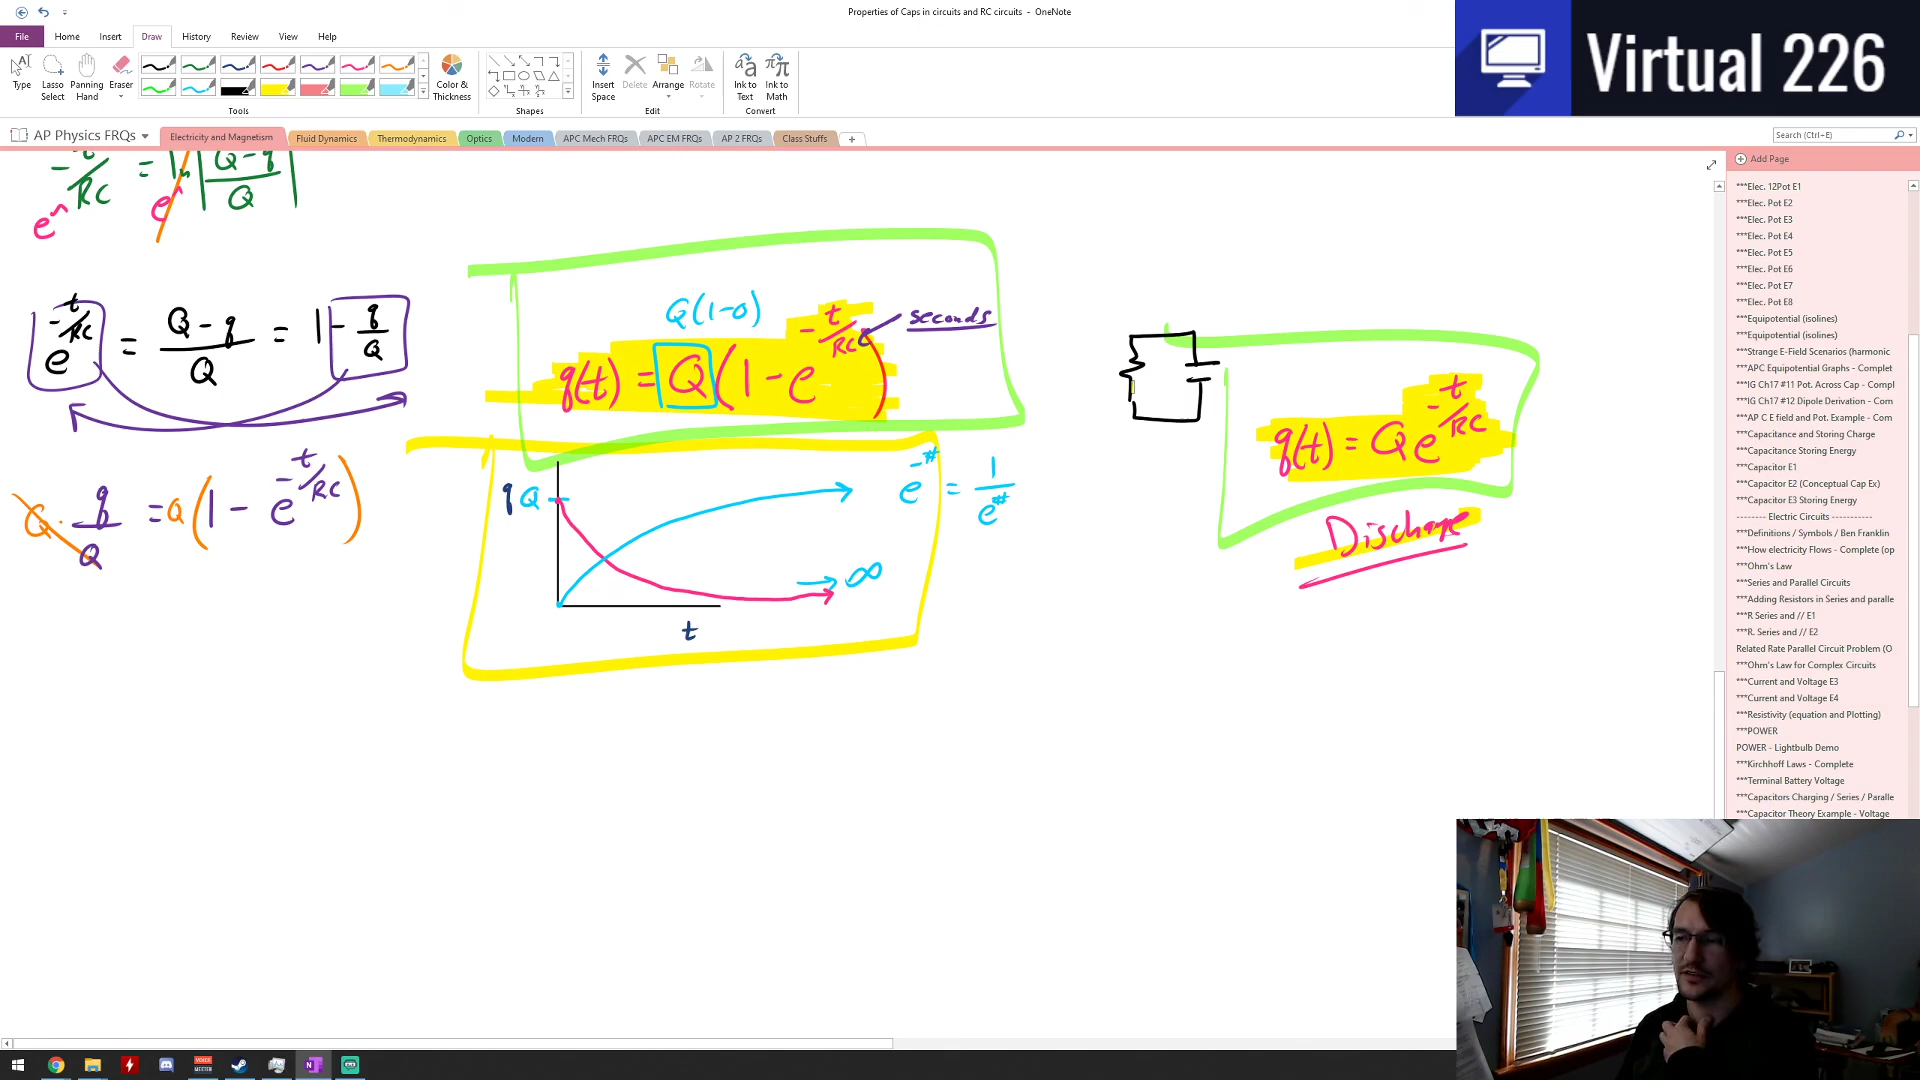 Properties of Caps in circuits and RC circuits - OneNote
Virtual 226
File Home Insert Draw History Review View Help
Type
Lasso Select
Panning Hand
Eraser
Color & Thickness
Insert Space
Delete
Arrange
Rotate
Ink to Text
Ink to Math
Tools
Shapes
Edit
Convert
AP Physics FRQs
Electricity and Magnetism
Fluid Dynamics
Thermodynamics
Optics
Modern
APC Mech FRQs
APC EM FRQs
AP 2 FRQs
Class Stuffs
Search (Ctrl+E)
Add Page
-t/RC = ln |Q-q / Q|
e^ e^
e^(-t/RC) = (Q-q)/Q = 1 - q/Q
Q · q/Q = Q(1 - e^(-t/RC))
Q(1-0)
seconds
q(t) = Q(1 - e^(-t/RC))
q Q
t
→ ∞
e^(-#) = 1/e^#
q(t) = Q e^(-t/RC)
Discharge
***Elec. 12Pot E1
***Elec. Pot E2
***Elec. Pot E3
***Elec. Pot E4
***Elec. Pot E5
***Elec. Pot E6
***Elec. Pot E7
***Elec. Pot E8
***Equipotential (isolines)
***Equipotential (isolines)
***Strange E-Field Scenarios (harmonic
***APC Equipotential Graphs - Complet
***IG Ch17 #11 Pot. Across Cap - Compl
***IG Ch17 #12 Dipole Derivation - Com
***AP C E field and Pot. Example - Com
***Capacitance and Storing Charge
***Capacitance Storing Energy
***Capacitor E1
***Capacitor E2 (Conceptual Cap Ex)
***Capacitor E3 Storing Energy
-------- Electric Circuits -----------
***Definitions / Symbols / Ben Franklin
***How electricity Flows - Complete (op
***Ohm's Law
***Series and Parallel Circuits
***Adding Resistors in Series and paralle
***R Series and // E1
***R. Series and // E2
Related Rate Parallel Circuit Problem (O
***Ohm's Law for Complex Circuits
***Current and Voltage E3
***Current and Voltage E4
***Resistivity (equation and Plotting)
***POWER
POWER - Lightbulb Demo
***Kirchhoff Laws - Complete
***Terminal Battery Voltage
***Capacitors Charging / Series / Paralle
***Capacitor Theory Example - Voltage